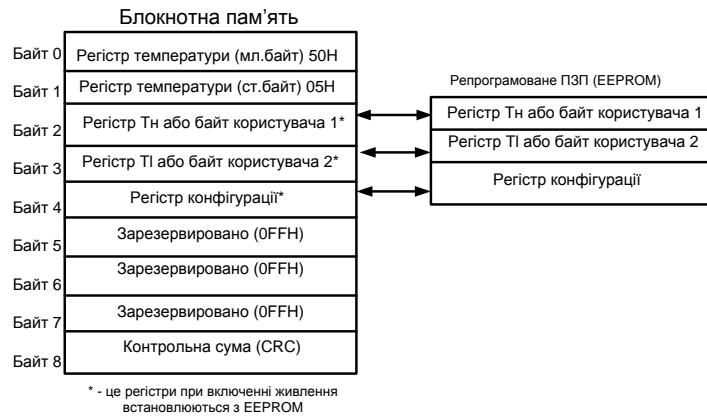 Блокнотна пам’ять
Байт 0
Регістр температури (мл.байт) 50H
Байт 1
Регістр температури (ст.байт) 05H
Байт 2
Регістр Тн або байт користувача 1*
Байт 3
Регістр Tl або байт користувача 2*
Байт 4
Регістр конфігурації*
Байт 5
Зарезервировано (0FFH)
Байт 6
Зарезервировано (0FFH)
Байт 7
Зарезервировано (0FFH)
Байт 8
Контрольна сума (CRC)
* - це регістри при включенні живлення
встановлюються з EEPROM
Репрограмоване ПЗП (EEPROM)
Регістр Тн або байт користувача 1
Регістр Tl або байт користувача 2
Регістр конфігурації